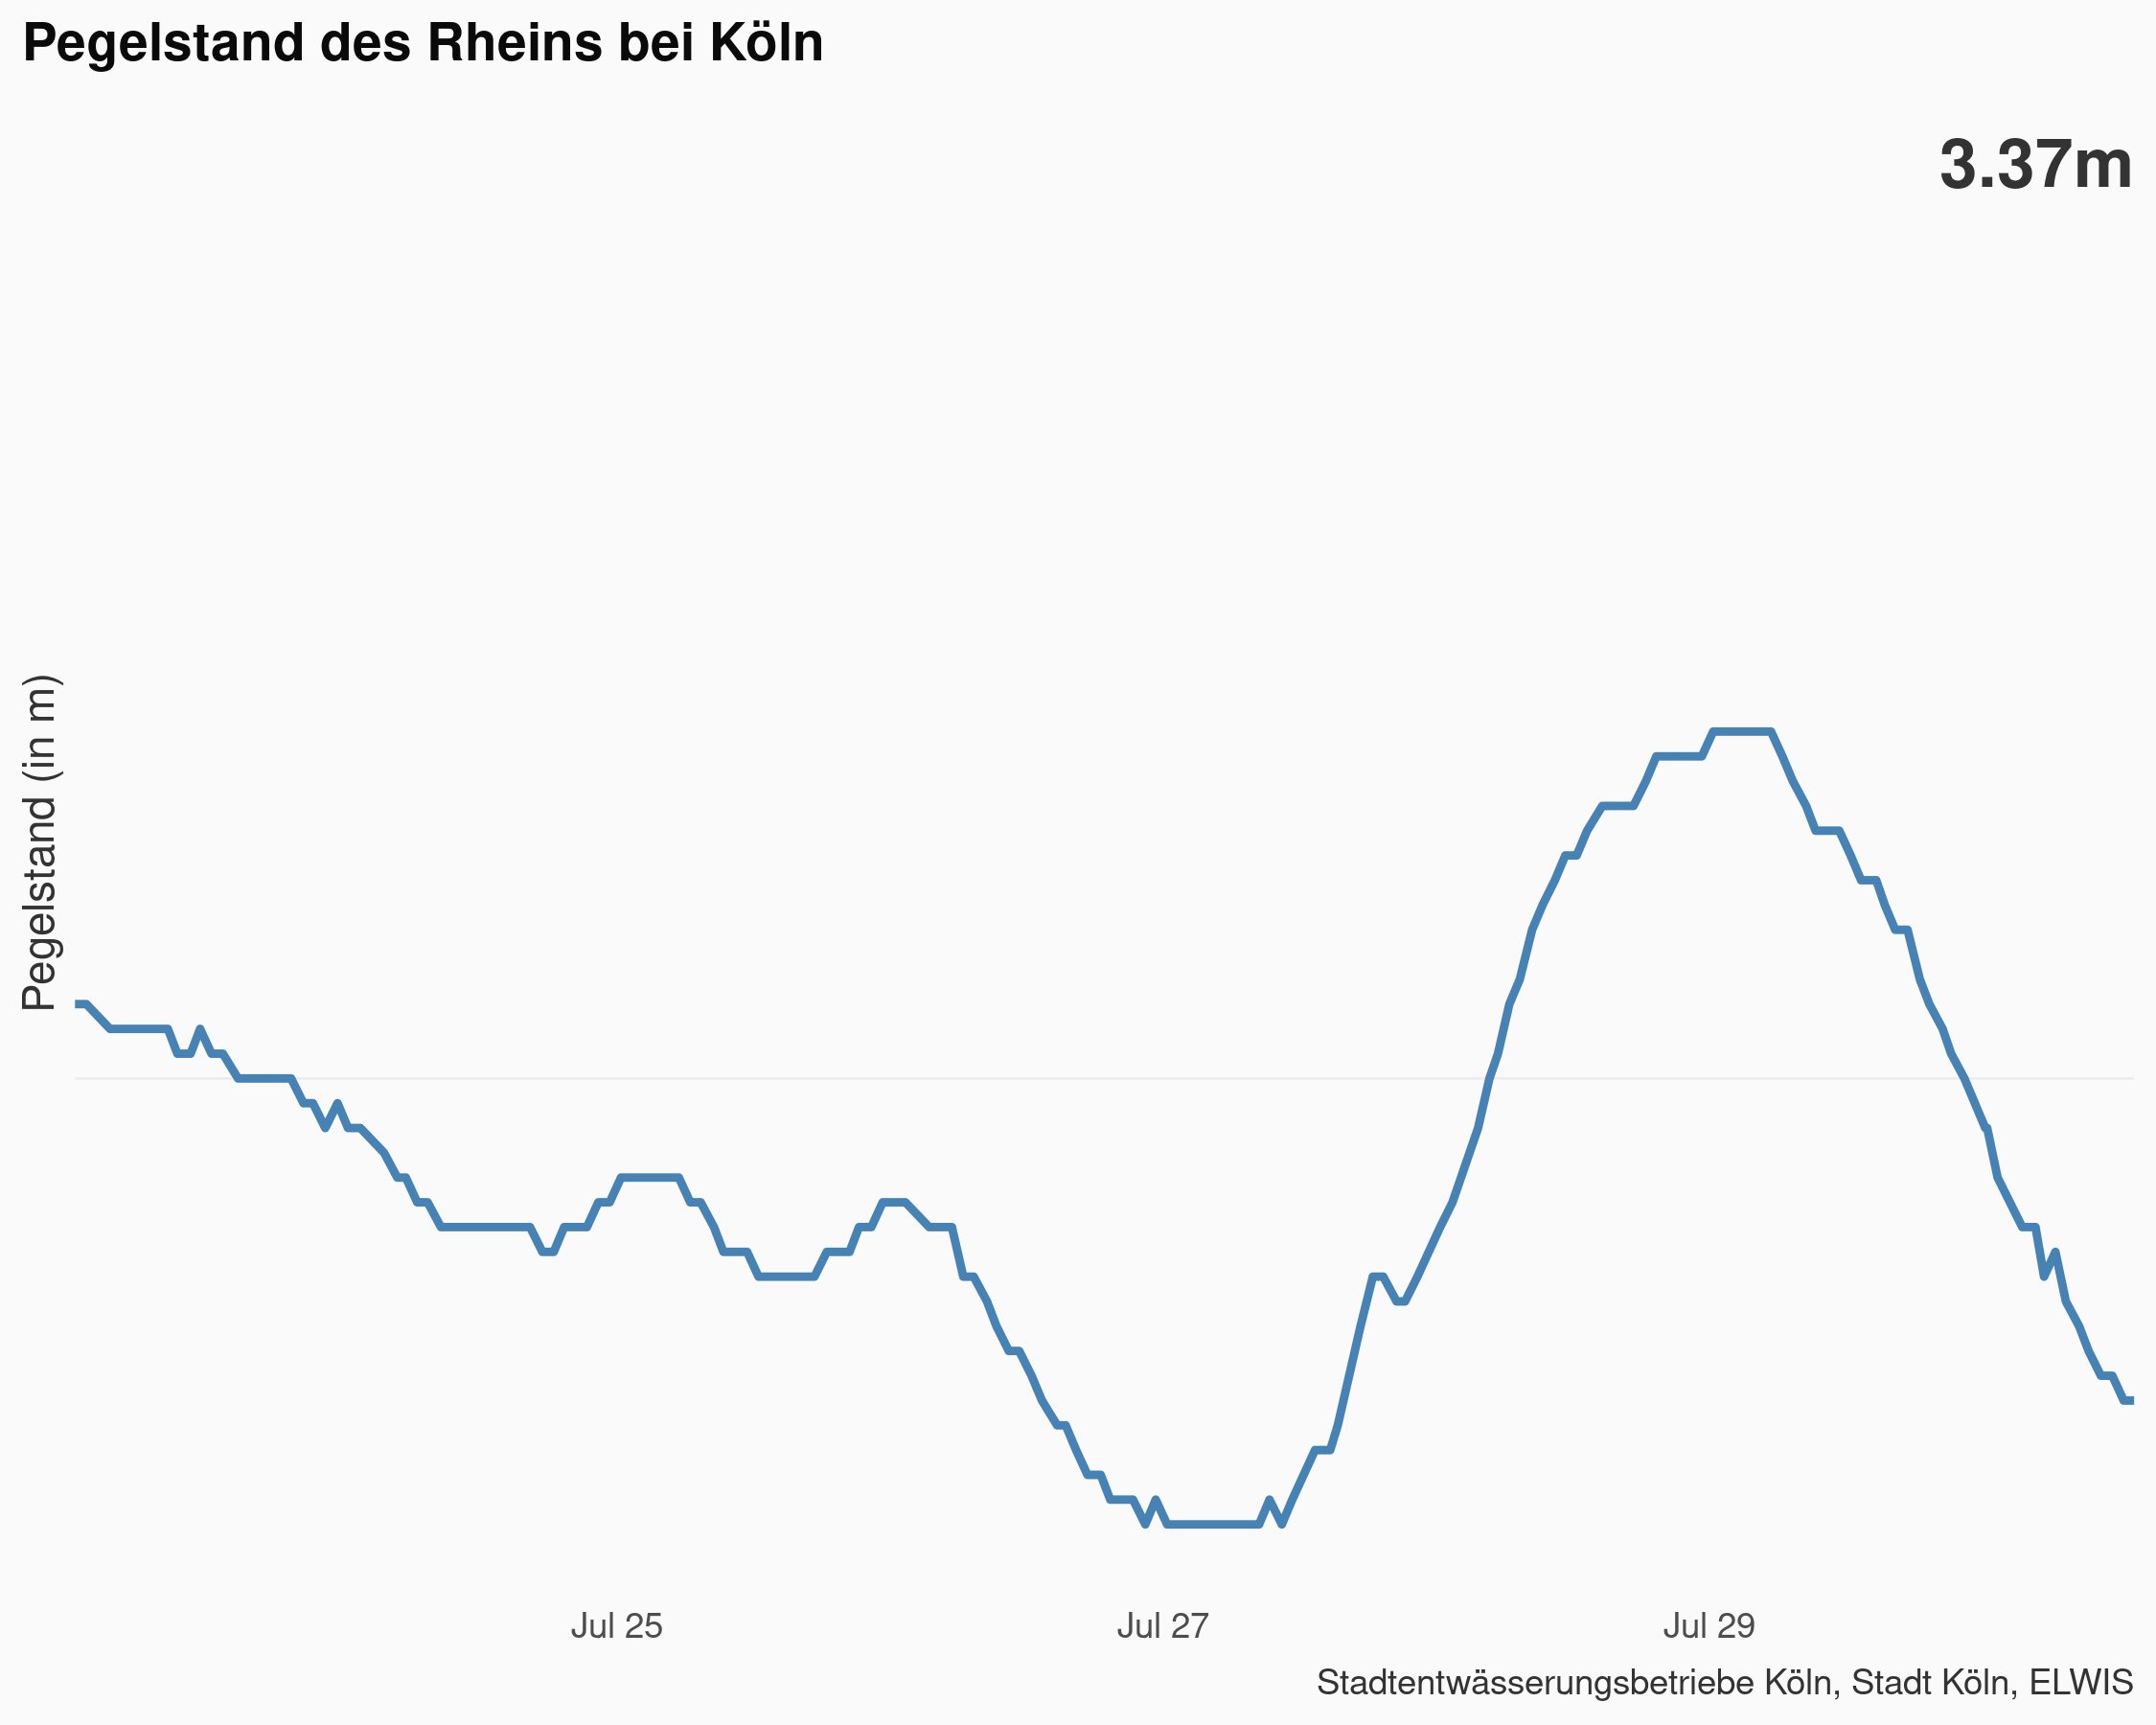 Pegelstand des Rheins bei Köln
3.37m
Pegelstand (in m)
Jul 25
Jul 27
Jul 29
Stadtentwässerungsbetriebe Köln, Stadt Köln, ELWIS